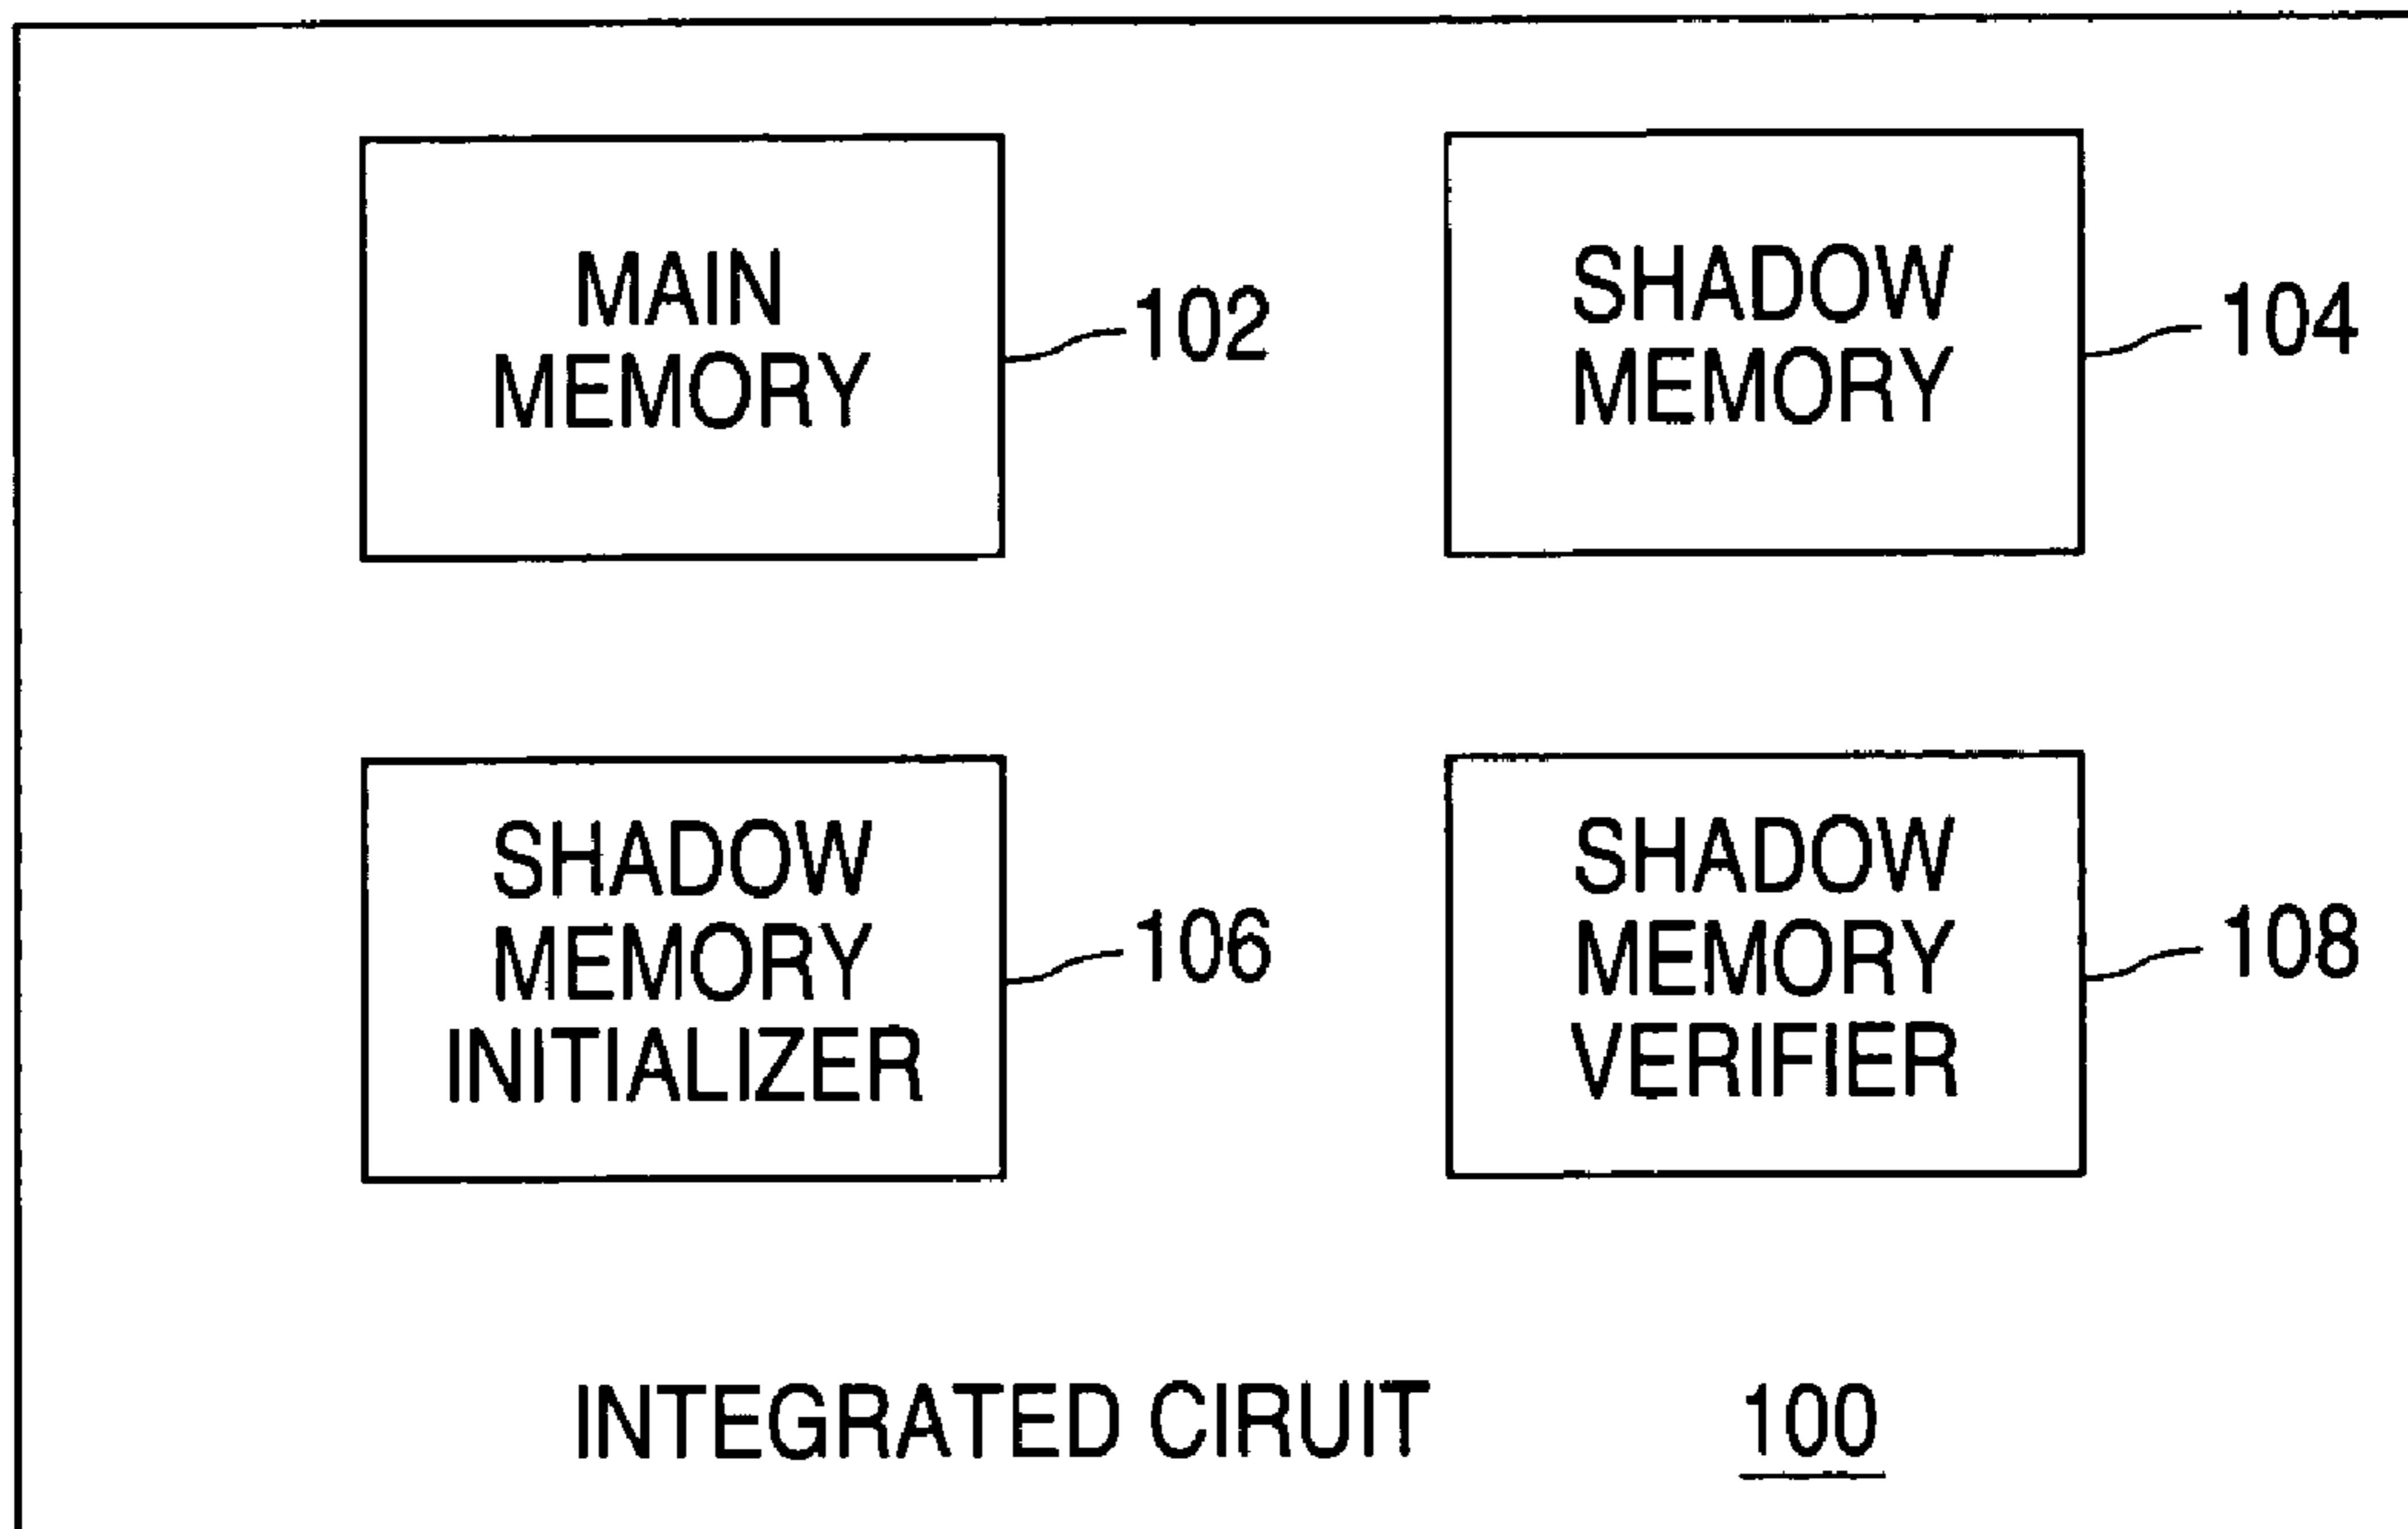 MAIN
MEMORY
102
SHADOW
MEMORY
104
SHADOW
MEMORY
INITIALIZER
106
SHADOW
MEMORY
VERIFIER
108
INTEGRATED CIRUIT 100